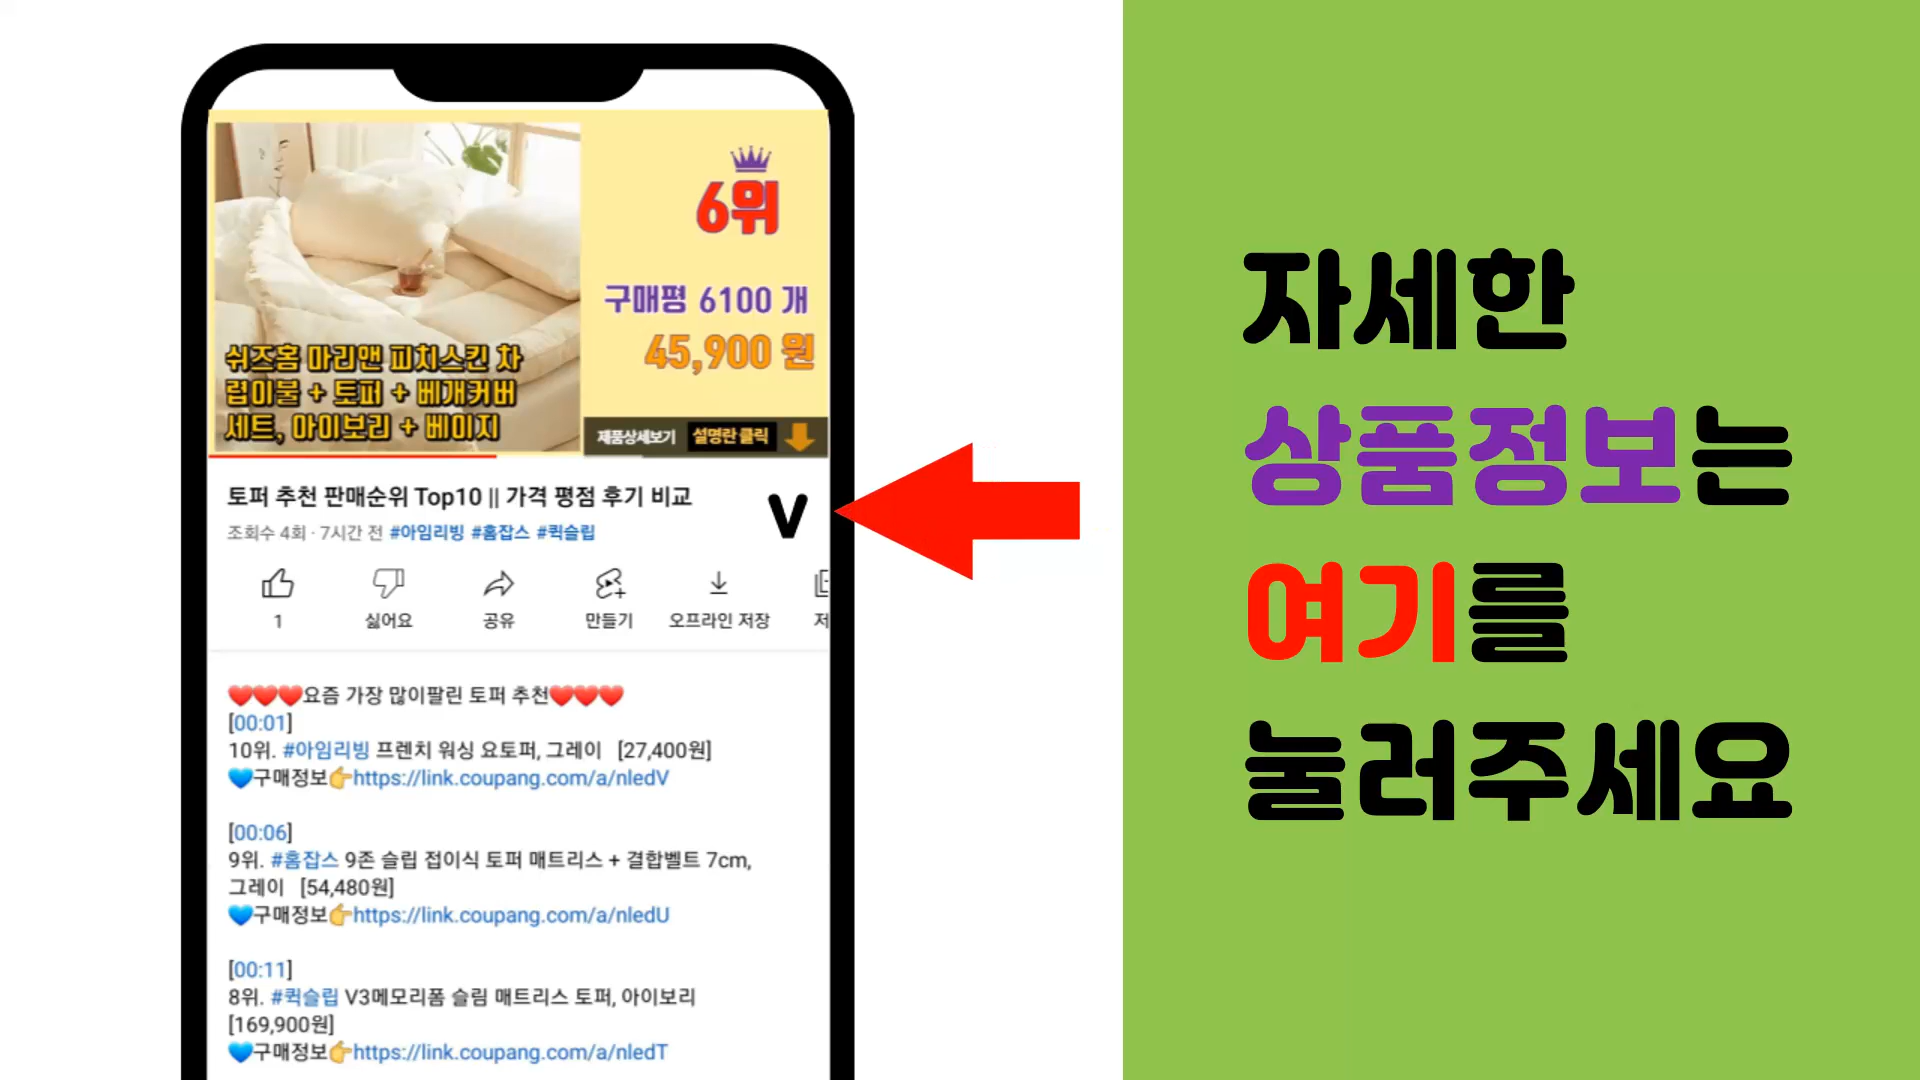 6위
구매평 6100 개
45,900 원
쉬즈홈 마리앤 피치스킨 차
렵이불 + 토퍼 + 베개커버
세트, 아이보리 + 베이지
제품상세보기 설명란 클릭
토퍼 추천 판매순위 Top10 || 가격 평점 후기 비교
V
조회수 4회 · 7시간 전 #아임리빙 #홈잡스 #퀵슬립
1 싫어요 공유 만들기 오프라인 저장 저
❤️❤️❤️요즘 가장 많이팔린 토퍼 추천❤️❤️❤️
[00:01]
10위. #아임리빙 프렌치 워싱 요토퍼, 그레이 [27,400원]
💙구매정보👉https://link.coupang.com/a/nledV
[00:06]
9위. #홈잡스 9존 슬립 접이식 토퍼 매트리스 + 결합벨트 7cm,
그레이 [54,480원]
💙구매정보👉https://link.coupang.com/a/nledU
[00:11]
8위. #퀵슬립 V3메모리폼 슬림 매트리스 토퍼, 아이보리
[169,900원]
💙구매정보👉https://link.coupang.com/a/nledT
자세한
상품정보는
여기를
눌러주세요